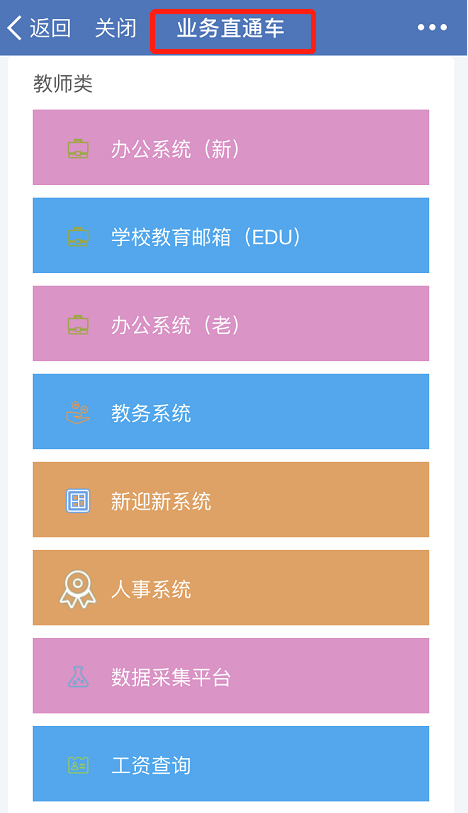 返回 关闭 业务直通车
教师类
办公系统（新）
学校教育邮箱（EDU）
办公系统（老）
教务系统
新迎新系统
人事系统
数据采集平台
工资查询